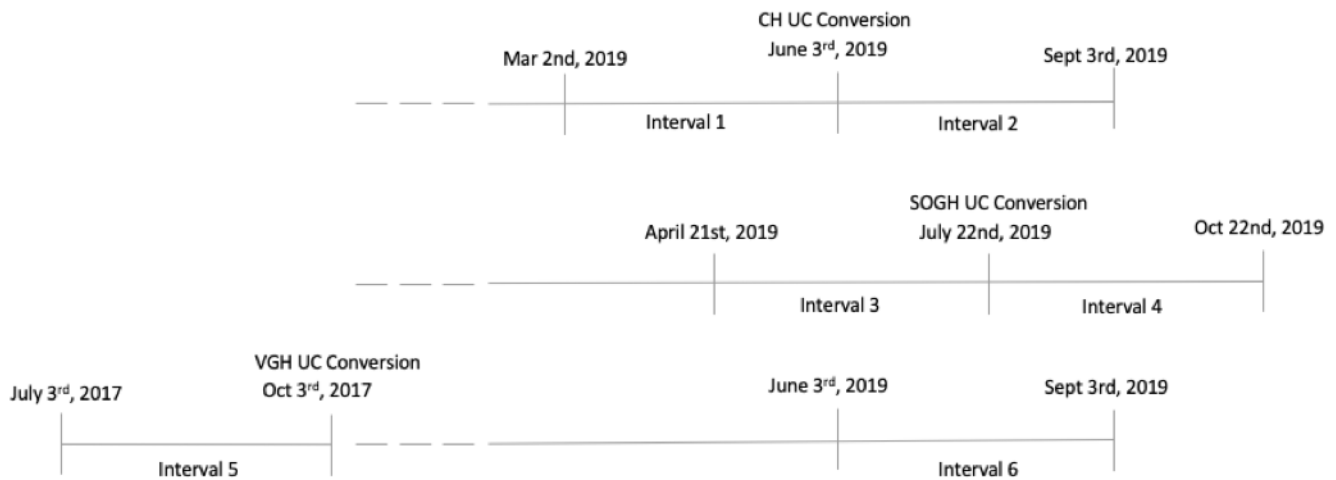 CH UC Conversion
Mar 2nd, 2019
June 3rd, 2019
Sept 3rd, 2019
Interval 1
Interval 2
SOGH UC Conversion
April 21st, 2019
July 22nd, 2019
Oct 22nd, 2019
Interval 3
Interval 4
VGH UC Conversion
July 3rd, 2017
Oct 3rd, 2017
June 3rd, 2019
Sept 3rd, 2019
Interval 5
Interval 6